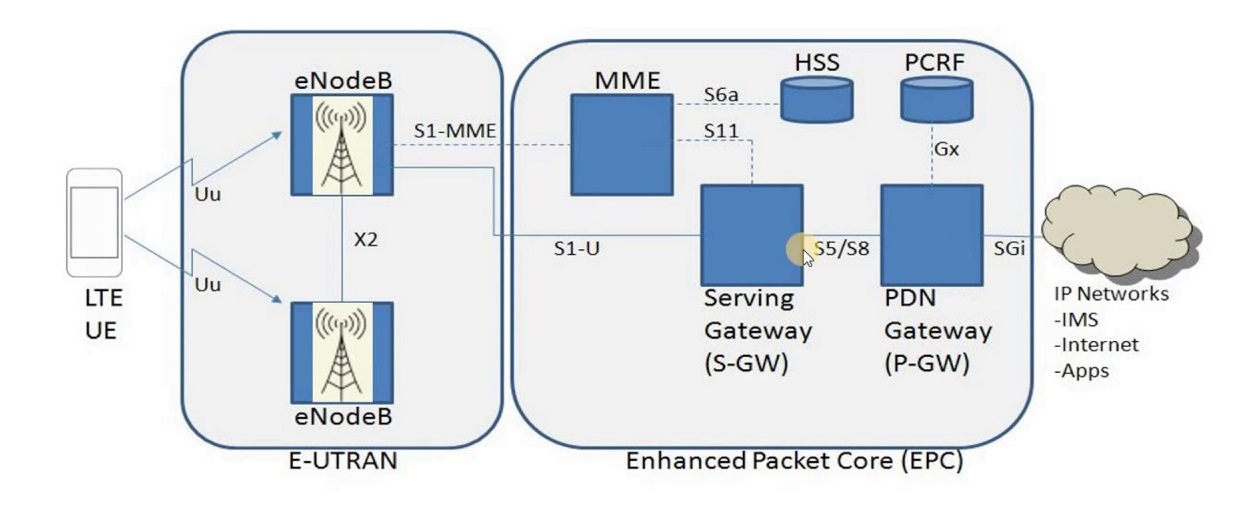 eNodeB
MME
HSS
PCRF
S6a
S1-MME
S11
Gx
Uu
X2
S1-U
S5/S8
SGi
Uu
LTE
UE
Serving
Gateway
(S-GW)
PDN
Gateway
(P-GW)
IP Networks
-IMS
-Internet
-Apps
eNodeB
E-UTRAN
Enhanced Packet Core (EPC)